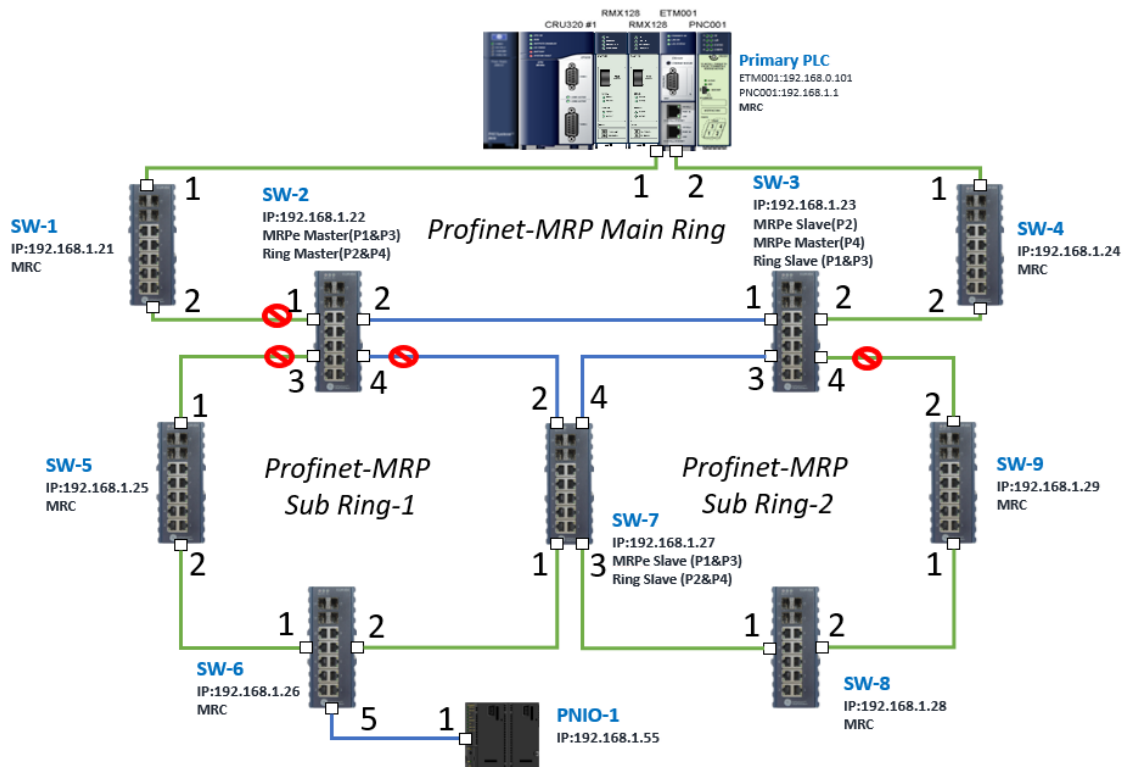 RMX128 ETM001
CRU320 #1 RMX128 PNC001
Primary PLC
ETM001:192.168.0.101
PNC001:192.168.1.1
MRC
1 2
1
SW-1
IP:192.168.1.21
MRC
2
SW-2
IP:192.168.1.22
MRPe Master(P1&P3)
Ring Master(P2&P4)
1 2
3 4
Profinet-MRP Main Ring
SW-3
IP:192.168.1.23
MRPe Slave(P2)
MRPe Master(P4)
Ring Slave (P1&P3)
1 2
3 4
1
SW-4
IP:192.168.1.24
MRC
2
1
SW-5
IP:192.168.1.25
MRC
2
Profinet-MRP
Sub Ring-1
2 4
SW-7
IP:192.168.1.27
MRPe Slave (P1&P3)
Ring Slave (P2&P4)
1 3
Profinet-MRP
Sub Ring-2
2
SW-9
IP:192.168.1.29
MRC
1
1 2
SW-6
IP:192.168.1.26
MRC
5 1
PNIO-1
IP:192.168.1.55
1 2
SW-8
IP:192.168.1.28
MRC